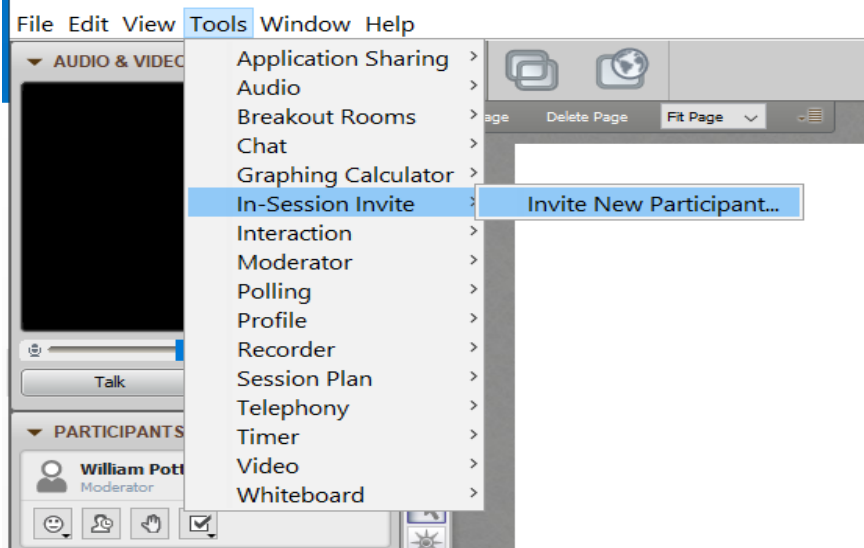 File Edit View Tools Window Help
AUDIO & VIDEO
Application Sharing
Audio
Breakout Rooms
age Delete Page Fit Page
Chat
Graphing Calculator
In-Session Invite
Invite New Participant...
Interaction
Moderator
Polling
Profile
Recorder
Talk
Session Plan
Telephony
PARTICIPANTS
Timer
William Pott
Video
Moderator
Whiteboard